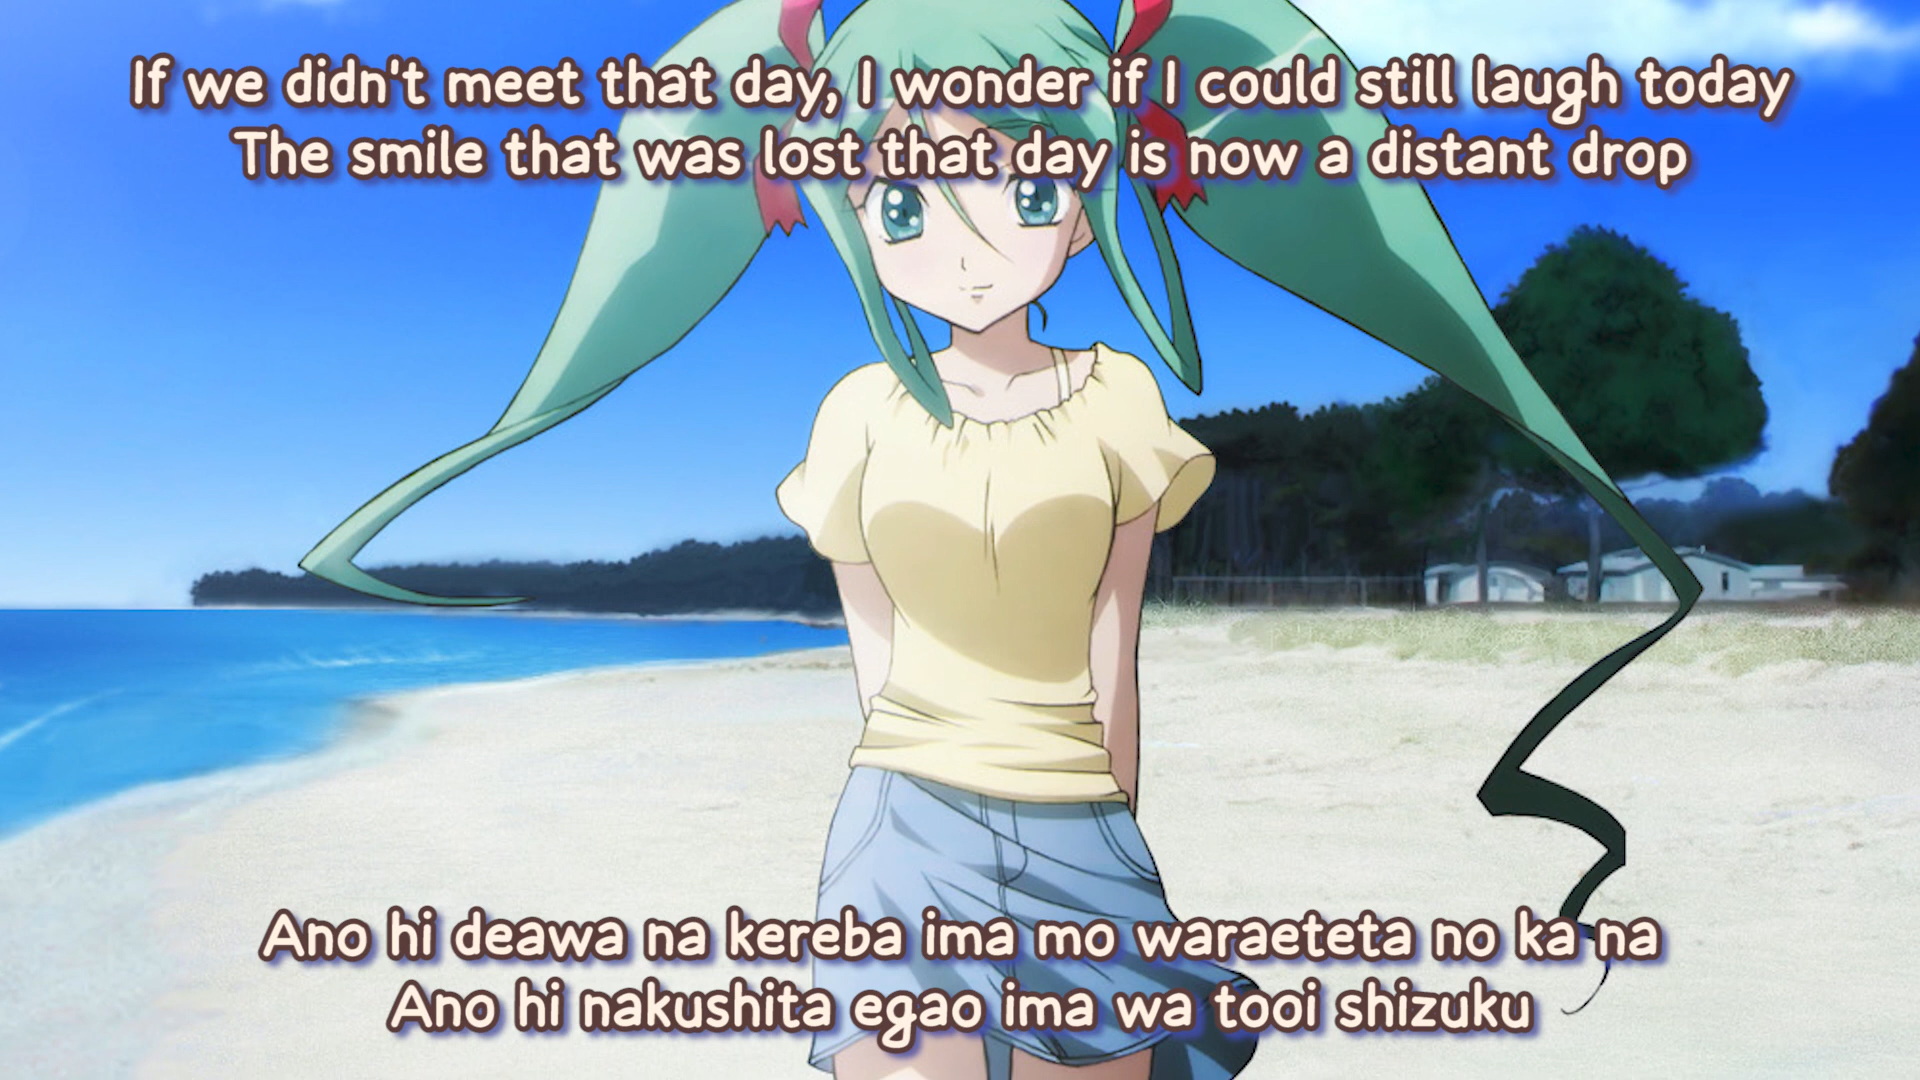 If we didn't meet that day, I wonder if I could still laugh today
The smile that was lost that day is now a distant drop
Ano hi deawa na kereba ima mo waraeteta no ka na
Ano hi nakushita egao ima wa tooi shizuku